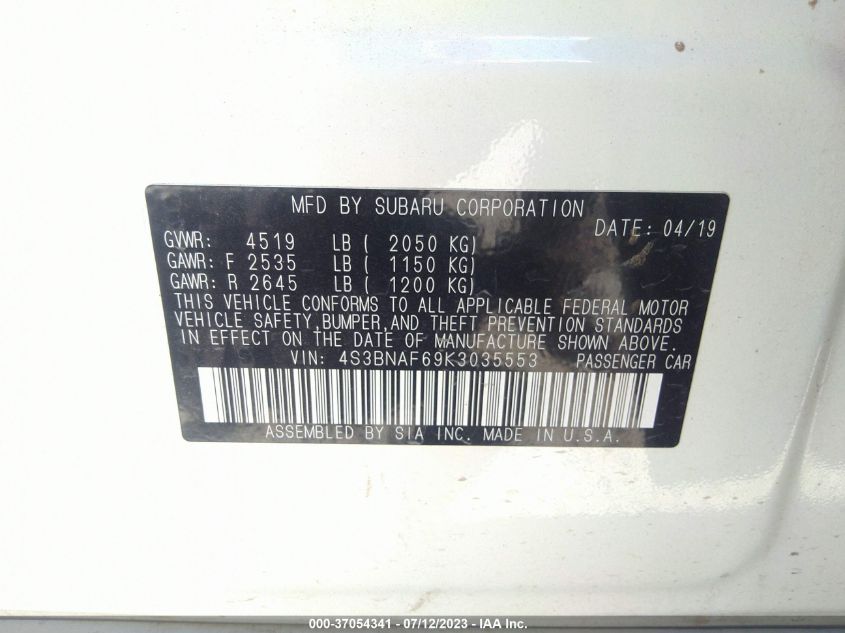 MFD BY SUBARU CORPORATION
DATE: 04/19
GVWR: 4519 LB ( 2050 KG)
GAWR: F 2535 LB ( 1150 KG)
GAWR: R 2645 LB ( 1200 KG)
THIS VEHICLE CONFORMS TO ALL APPLICABLE FEDERAL MOTOR
VEHICLE SAFETY,BUMPER,AND THEFT PREVENTION STANDARDS
IN EFFECT ON THE DATE OF MANUFACTURE SHOWN ABOVE.
VIN: 4S3BNAF69K3035553 PASSENGER CAR
ASSEMBLED BY SIA INC. MADE IN U.S.A.
000-37054341 - 07/12/2023 - IAA Inc.